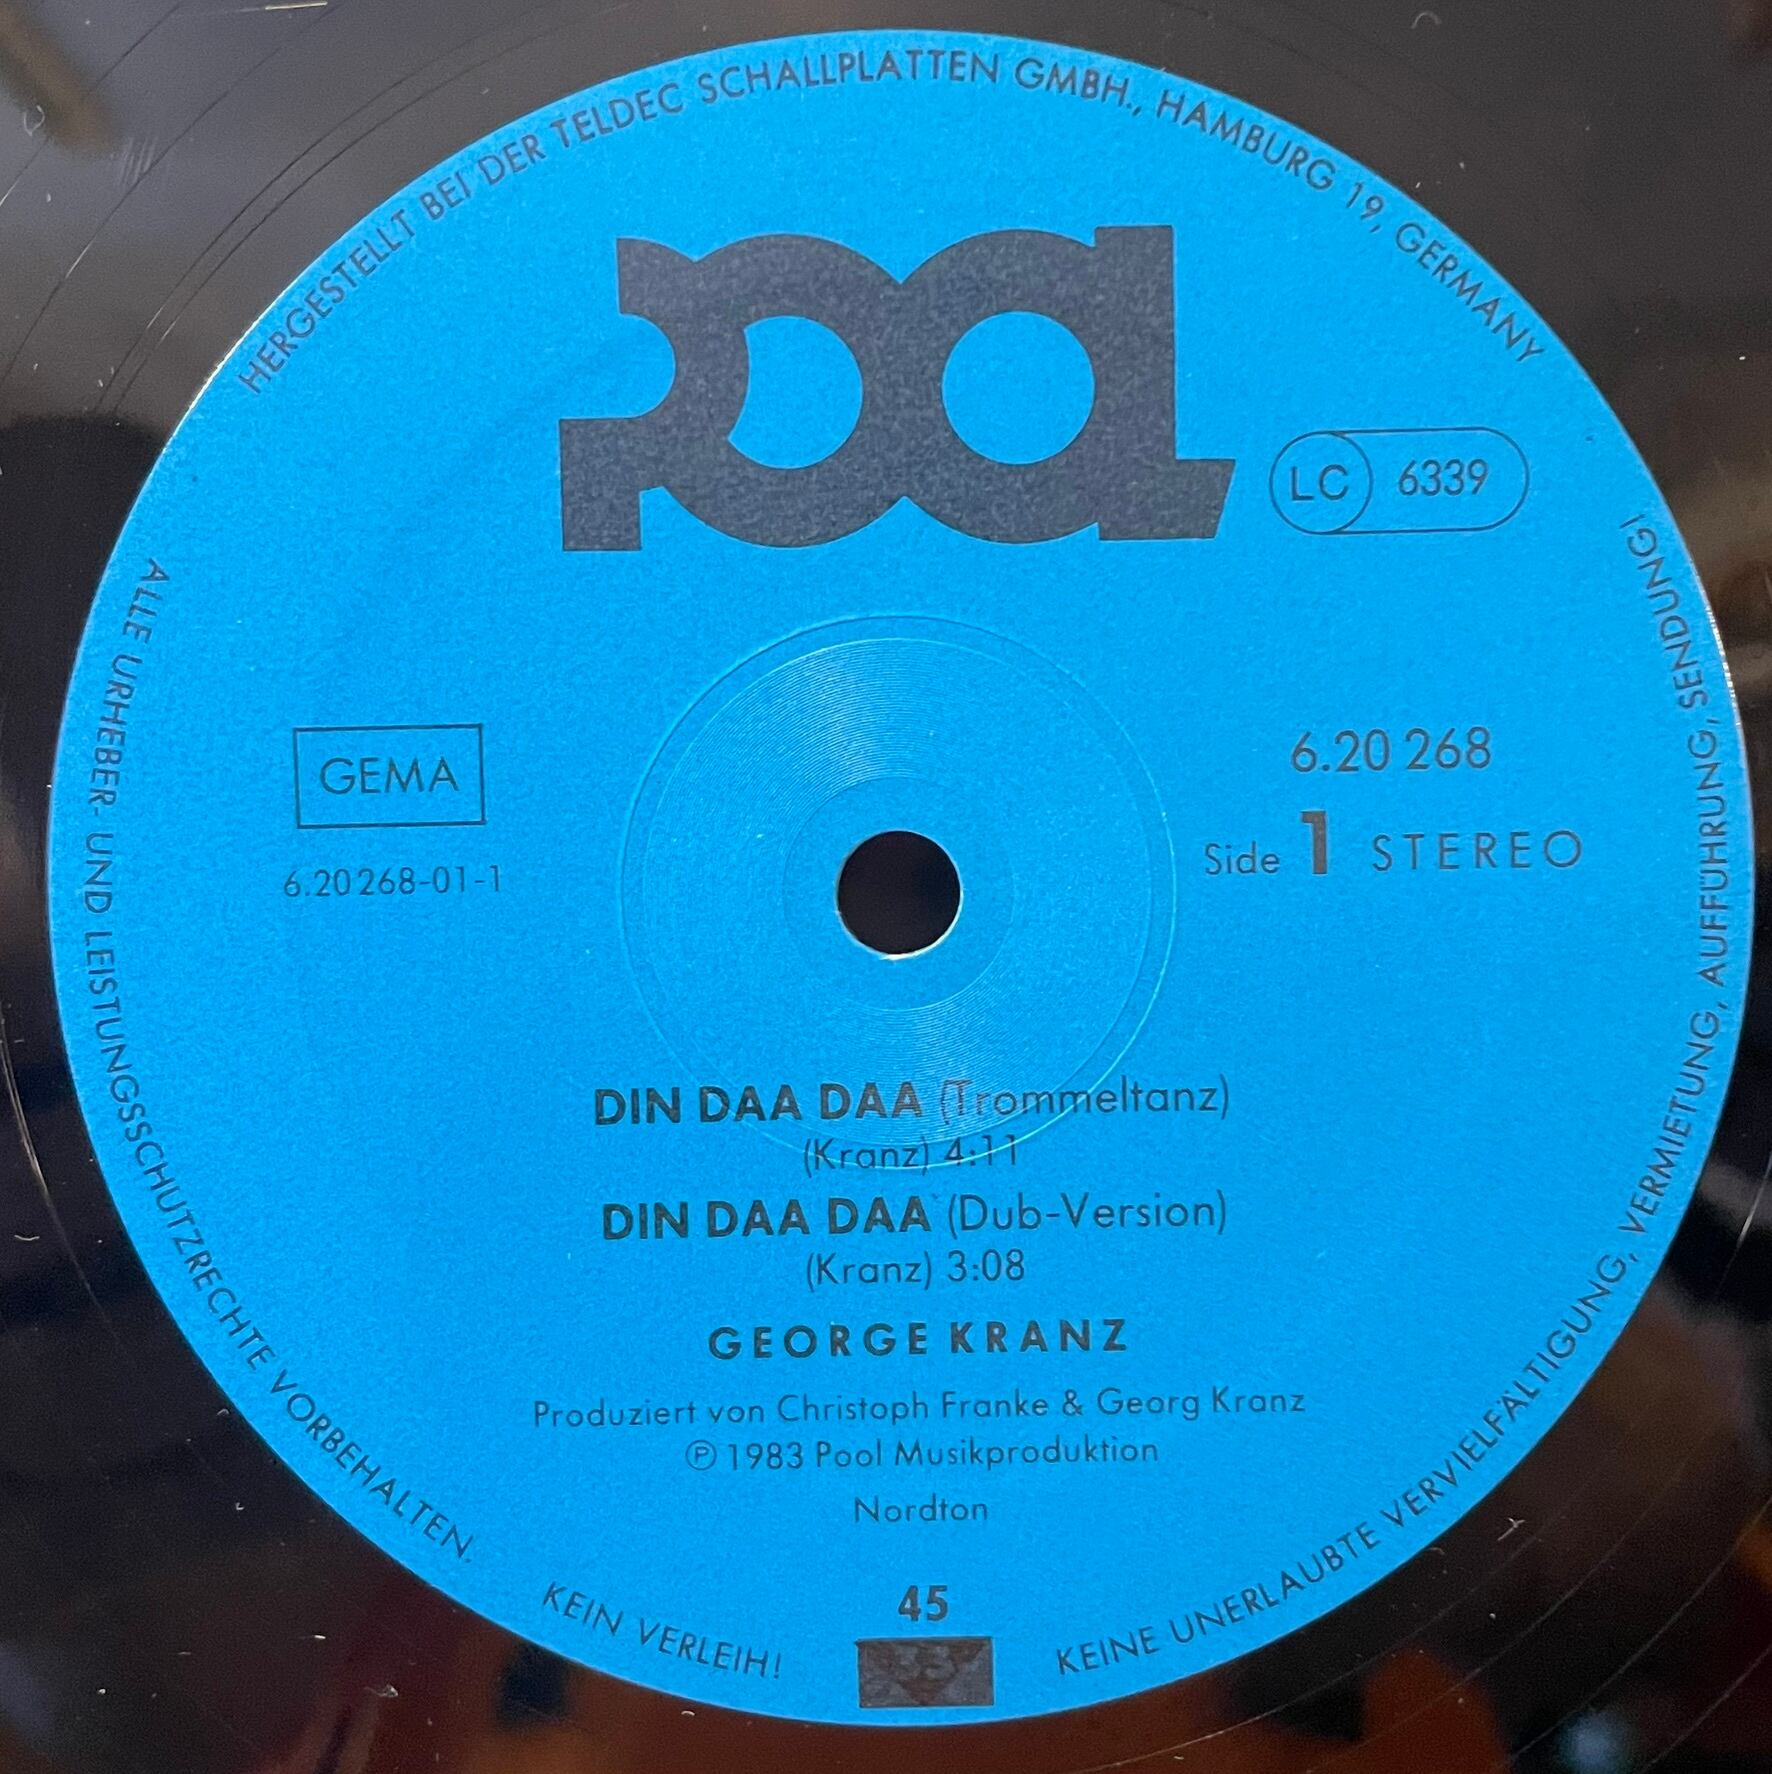 HERGESTELLT BEI DER TELDEC SCHALLPLATTEN GMBH., HAMBURG 19, GERMANY
pool
LC 6339
GEMA
6.20268-01-1
6.20 268
Side 1 STEREO
DIN DAA DAA (Trommeltanz)
(Kranz) 4:11
DIN DAA DAA (Dub-Version)
(Kranz) 3:08
GEORGE KRANZ
Produziert von Christoph Franke & Georg Kranz
℗ 1983 Pool Musikproduktion
Nordton
45
ALLE URHEBER- UND LEISTUNGSSCHUTZRECHTE VORBEHALTEN.
KEIN VERLEIH!
KEINE UNERLAUBTE VERVIELFÄLTIGUNG, VERMIETUNG, AUFFÜHRUNG, SENDUNG!